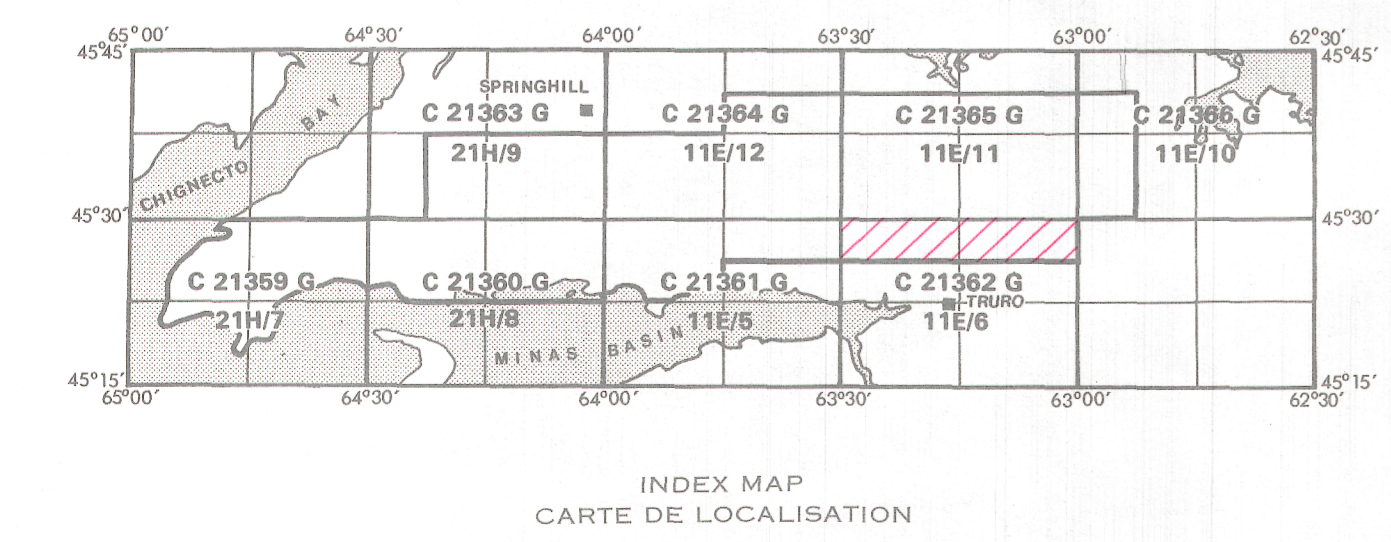 65°00′ 64°30′ 64°00′ 63°30′ 63°00′ 62°30′
45°45′ 45°45′
SPRINGHILL
BAY
C 21363 G C 21364 G C 21365 G C 21366 G
21H/9 11E/12 11E/11 11E/10
CHIGNECTO
45°30′ 45°30′
C 21359 G C 21360 G C 21361 G C 21362 G
TRURO
21H/7 21H/8 11E/5 11E/6
MINAS BASIN
45°15′ 45°15′
65°00′ 64°30′ 64°00′ 63°30′ 63°00′ 62°30′
INDEX MAP
CARTE DE LOCALISATION